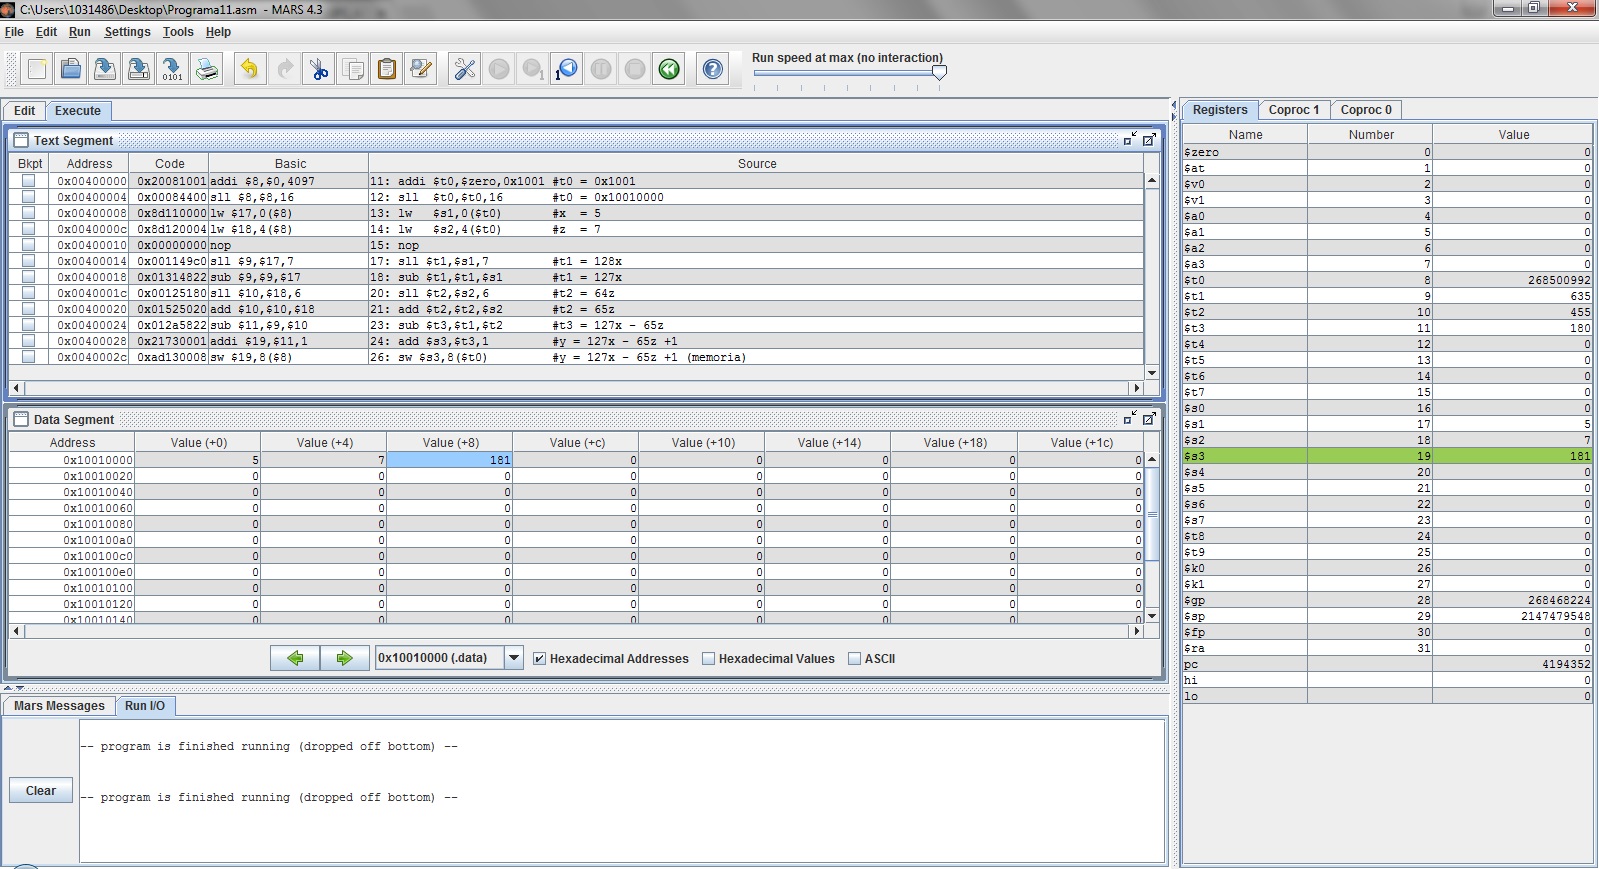 C:\Users\1031486\Desktop\Programa11.asm - MARS 4.3
File Edit Run Settings Tools Help
Run speed at max (no interaction)
Edit Execute
Text Segment
Bkpt Address Code Basic Source
0x00400000 0x20081001 addi $8,$0,4097 11: addi $t0,$zero,0x1001 #t0 = 0x1001
0x00400004 0x00084400 sll $8,$8,16 12: sll $t0,$t0,16 #t0 = 0x10010000
0x00400008 0x8d110000 lw $17,0($8) 13: lw $s1,0($t0) #x = 5
0x0040000c 0x8d120004 lw $18,4($8) 14: lw $s2,4($t0) #z = 7
0x00400010 0x00000000 nop 15: nop
0x00400014 0x001149c0 sll $9,$17,7 17: sll $t1,$s1,7 #t1 = 128x
0x00400018 0x01314822 sub $9,$9,$17 18: sub $t1,$t1,$s1 #t1 = 127x
0x0040001c 0x00125180 sll $10,$18,6 20: sll $t2,$s2,6 #t2 = 64z
0x00400020 0x01525020 add $10,$10,$18 21: add $t2,$t2,$s2 #t2 = 65z
0x00400024 0x012a5822 sub $11,$9,$10 23: sub $t3,$t1,$t2 #t3 = 127x - 65z
0x00400028 0x21730001 addi $19,$11,1 24: add $s3,$t3,1 #y = 127x - 65z +1
0x0040002c 0xad130008 sw $19,8($8) 26: sw $s3,8($t0) #y = 127x - 65z +1 (memoria)
Data Segment
Address Value (+0) Value (+4) Value (+8) Value (+c) Value (+10) Value (+14) Value (+18) Value (+1c)
0x10010000 5 7 181 0 0 0 0 0
0x10010020 0 0 0 0 0 0 0 0
0x10010040 0 0 0 0 0 0 0 0
0x10010060 0 0 0 0 0 0 0 0
0x10010080 0 0 0 0 0 0 0 0
0x100100a0 0 0 0 0 0 0 0 0
0x100100c0 0 0 0 0 0 0 0 0
0x100100e0 0 0 0 0 0 0 0 0
0x10010100 0 0 0 0 0 0 0 0
0x10010120 0 0 0 0 0 0 0 0
0x10010140 0 0 0 0 0 0 0 0
0x10010000 (.data) Hexadecimal Addresses Hexadecimal Values ASCII
Mars Messages Run I/O
-- program is finished running (dropped off bottom) --
Clear
-- program is finished running (dropped off bottom) --
Registers Coproc 1 Coproc 0
Name Number Value
$zero 0 0
$at 1 0
$v0 2 0
$v1 3 0
$a0 4 0
$a1 5 0
$a2 6 0
$a3 7 0
$t0 8 268500992
$t1 9 635
$t2 10 455
$t3 11 180
$t4 12 0
$t5 13 0
$t6 14 0
$t7 15 0
$s0 16 0
$s1 17 5
$s2 18 7
$s3 19 181
$s4 20 0
$s5 21 0
$s6 22 0
$s7 23 0
$t8 24 0
$t9 25 0
$k0 26 0
$k1 27 0
$gp 28 268468224
$sp 29 2147479548
$fp 30 0
$ra 31 0
pc 4194352
hi 0
lo 0